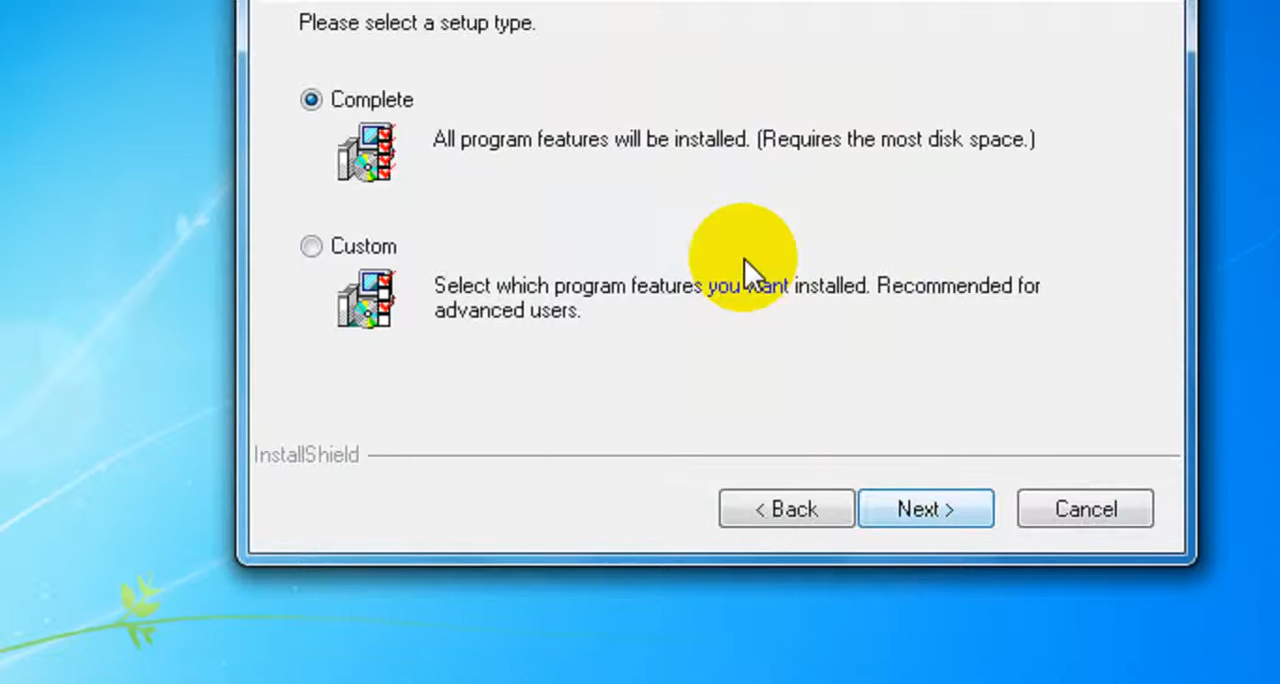 Please select a setup type.
Complete
All program features will be installed. (Requires the most disk space.)
Custom
Select which program features you want installed. Recommended for
advanced users.
InstallShield
< Back
Next >
Cancel